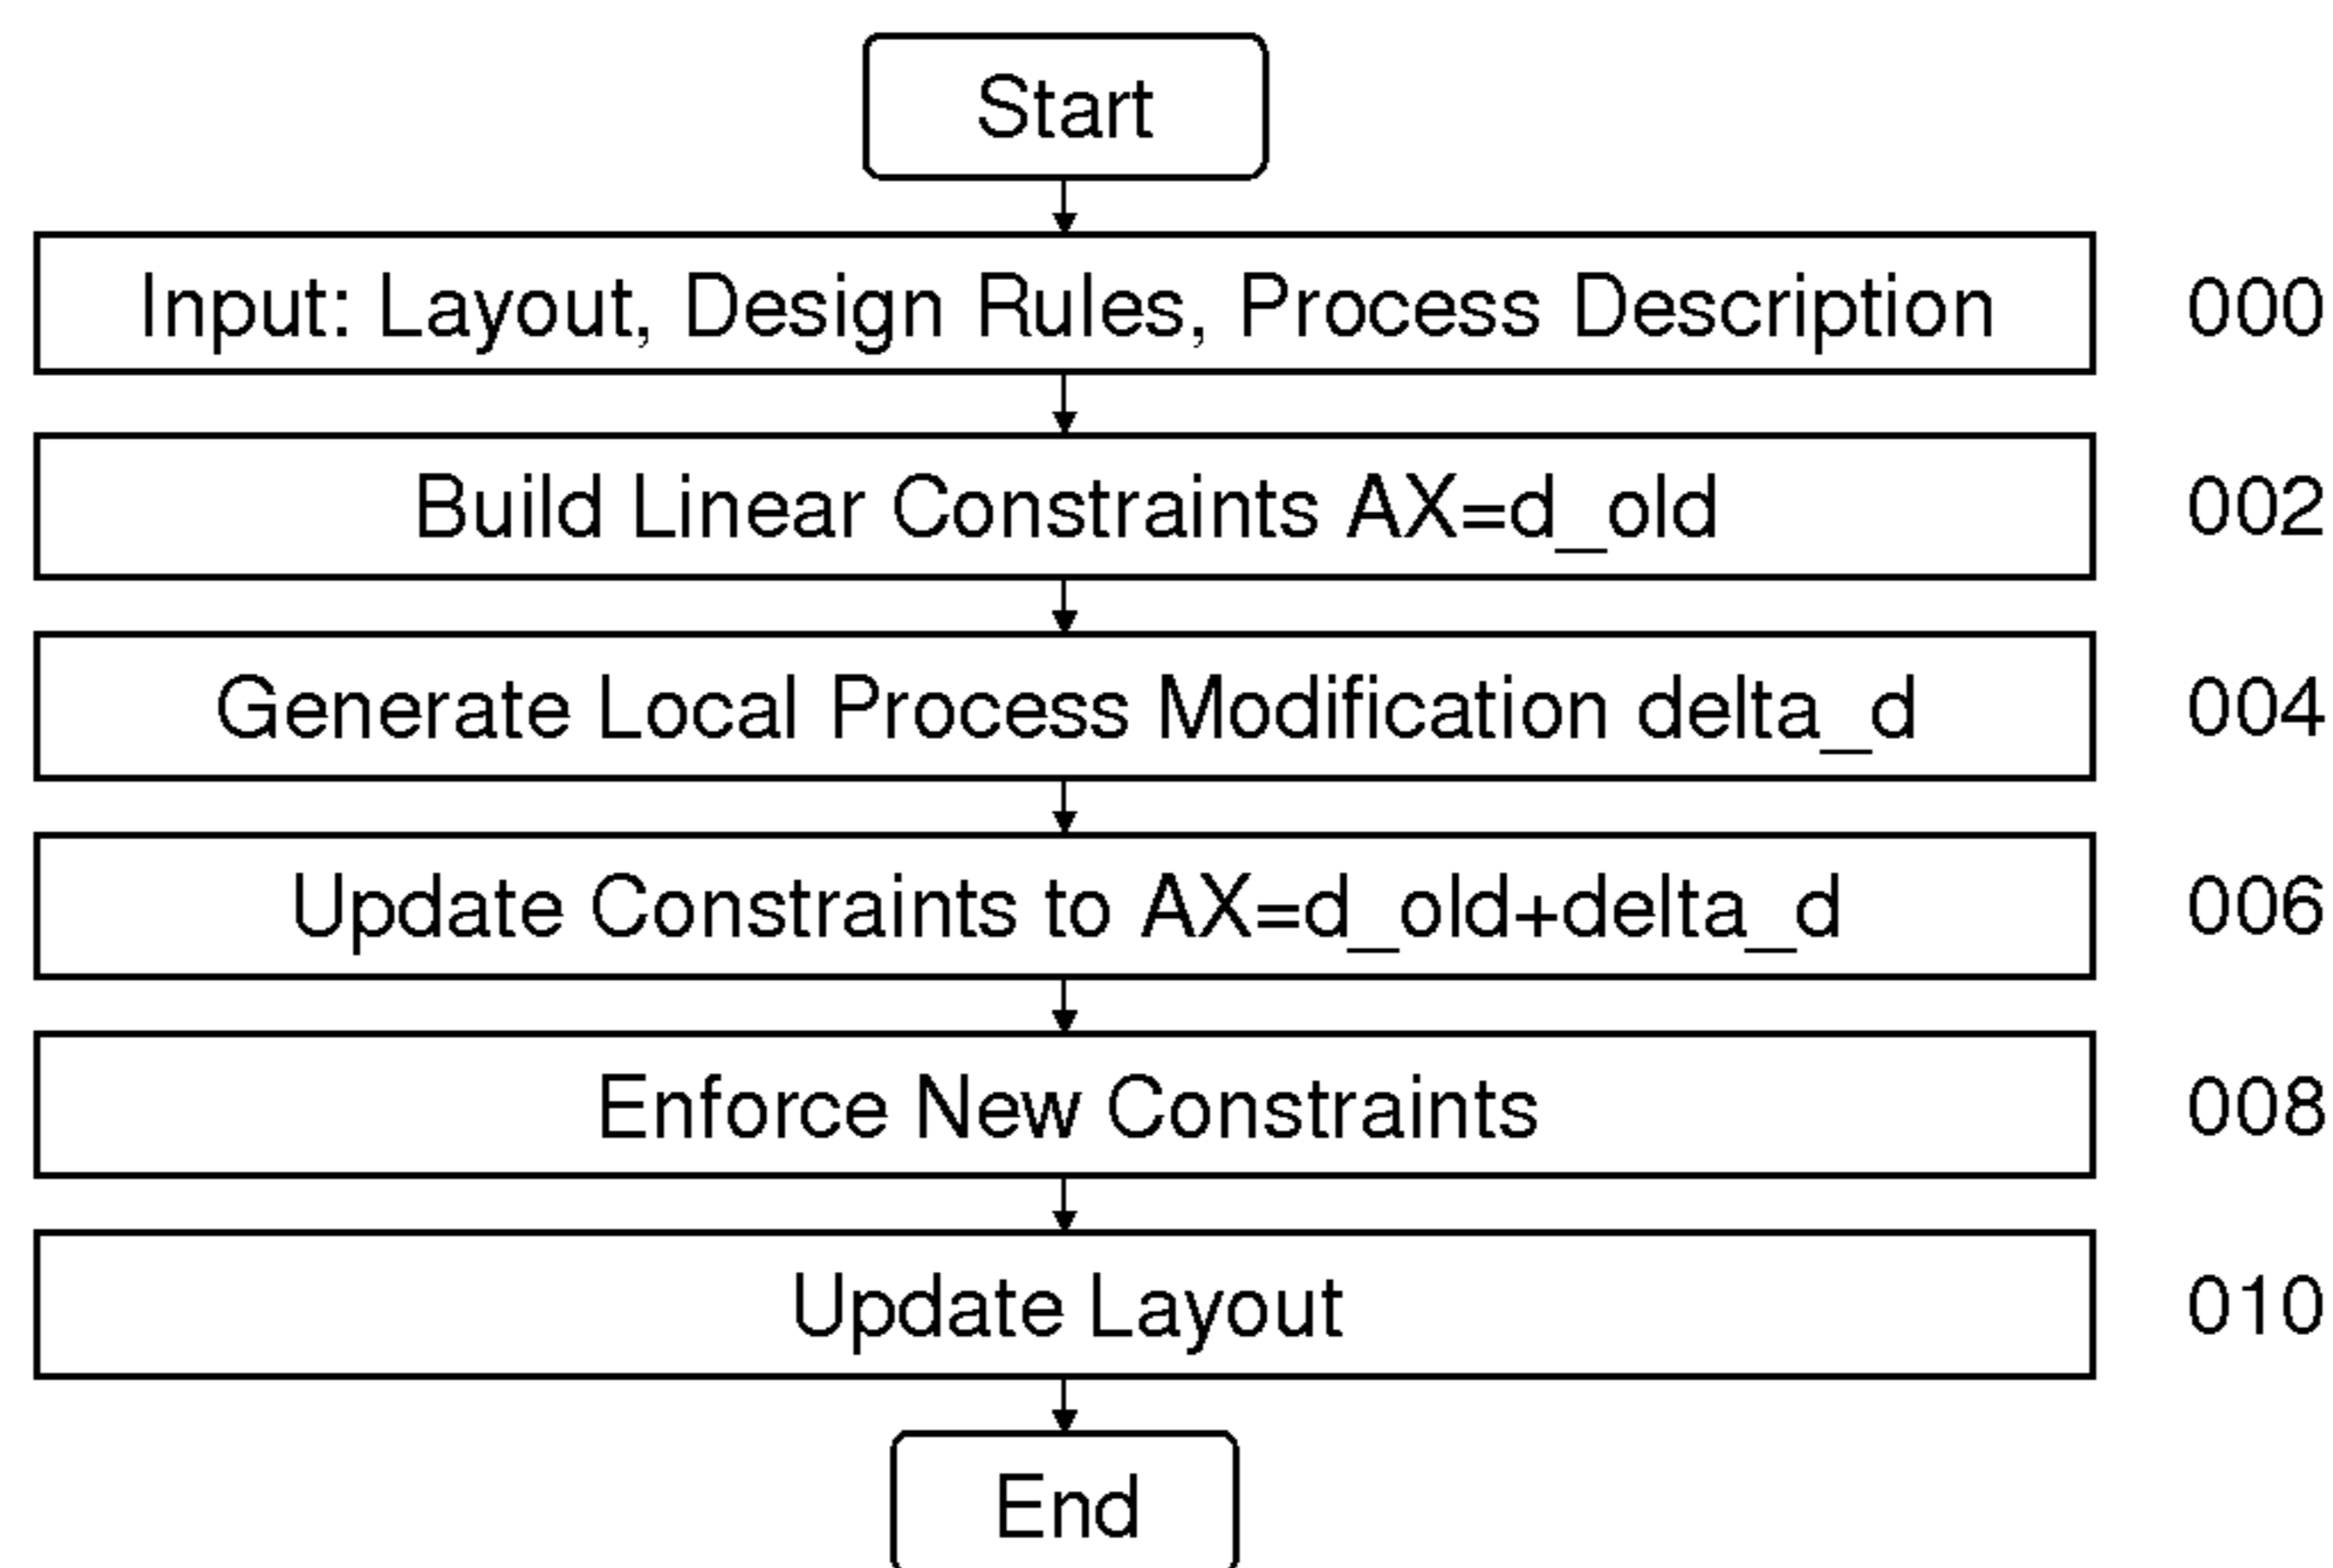 Start
Input: Layout, Design Rules, Process Description 000
Build Linear Constraints AX=d_old 002
Generate Local Process Modification delta_d 004
Update Constraints to AX=d_old+delta_d 006
Enforce New Constraints 008
Update Layout 010
End